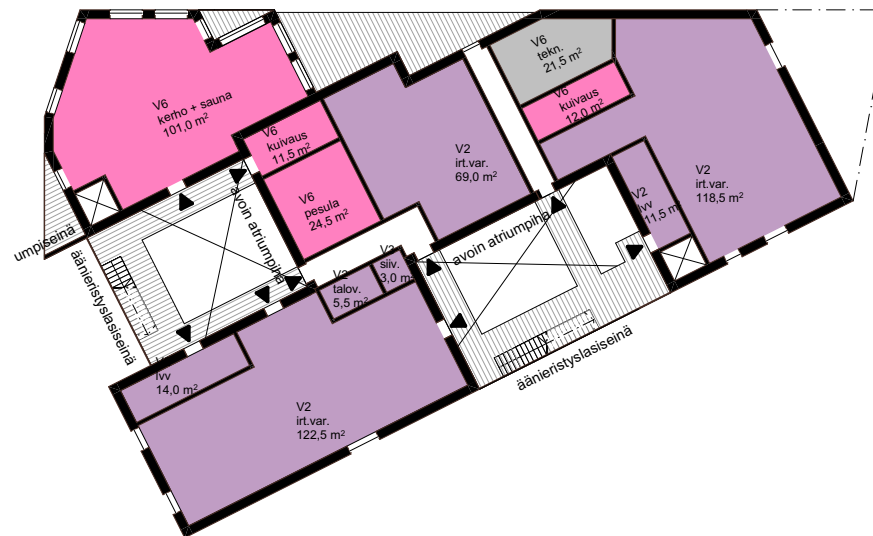 V6
kerho + sauna
101,0 m²
V6
kuivaus
11,5 m²
V6
pesula
24,5 m²
V2
irt.var.
69,0 m²
V6
tekn.
21,5 m²
V6
kuivaus
12,0 m²
V2
irt.var.
118,5 m²
V2
lvv
11,5 m²
umpiseinä
avoin atriumpiha
avoin atriumpiha
äänieristyslasiseinä
V2
talov.
5,5 m²
V2
siiv.
3,0 m²
äänieristyslasiseinä
lvv
14,0 m²
V2
irt.var.
122,5 m²